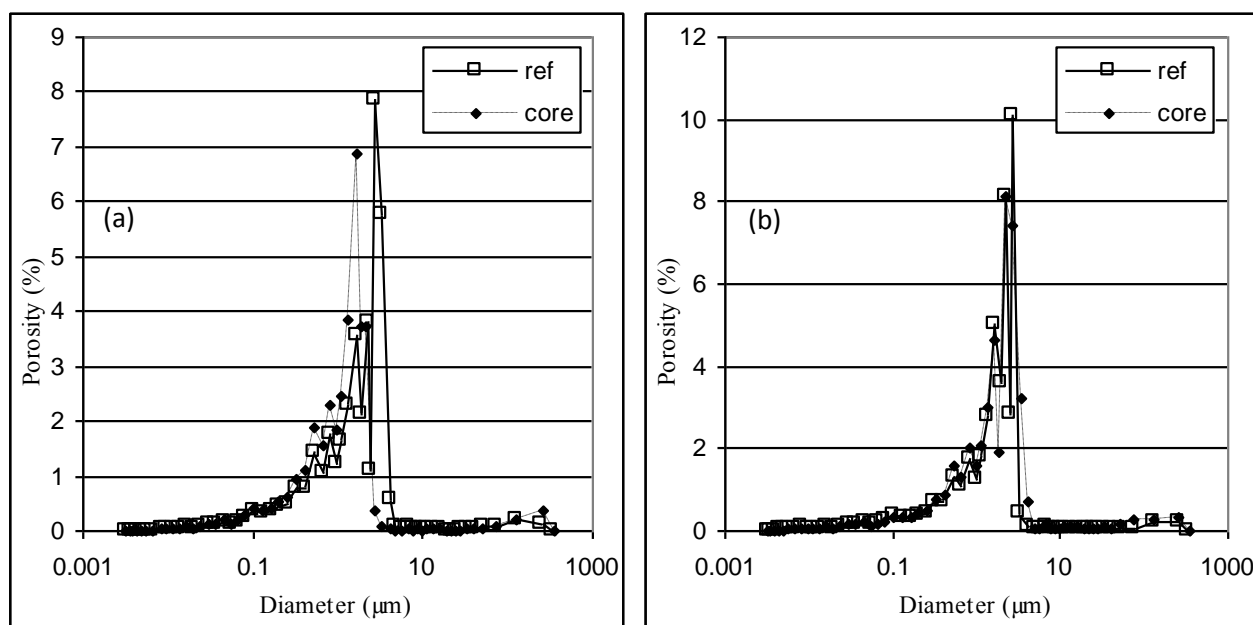 9
8
7
6
5
4
3
2
1
0
Porosity (%)
(a)
ref
core
0.001
0.1
10
1000
Diameter (μm)
12
10
8
6
4
2
0
Porosity (%)
(b)
ref
core
0.001
0.1
10
1000
Diameter (μm)